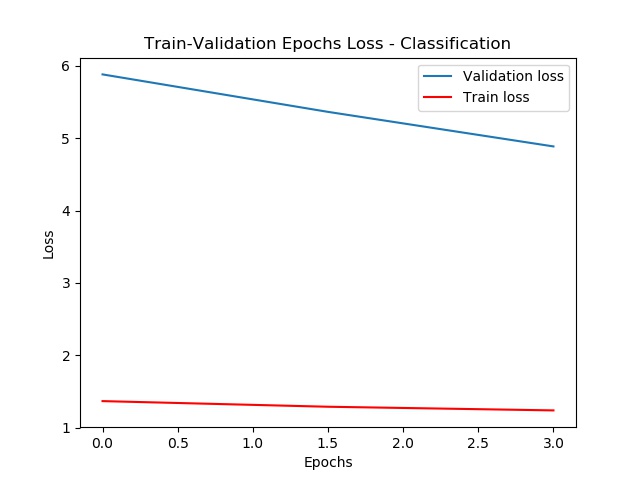 Train-Validation Epochs Loss - Classification
Validation loss
Train loss
6
5
4
3
2
1
Loss
0.0 0.5 1.0 1.5 2.0 2.5 3.0
Epochs